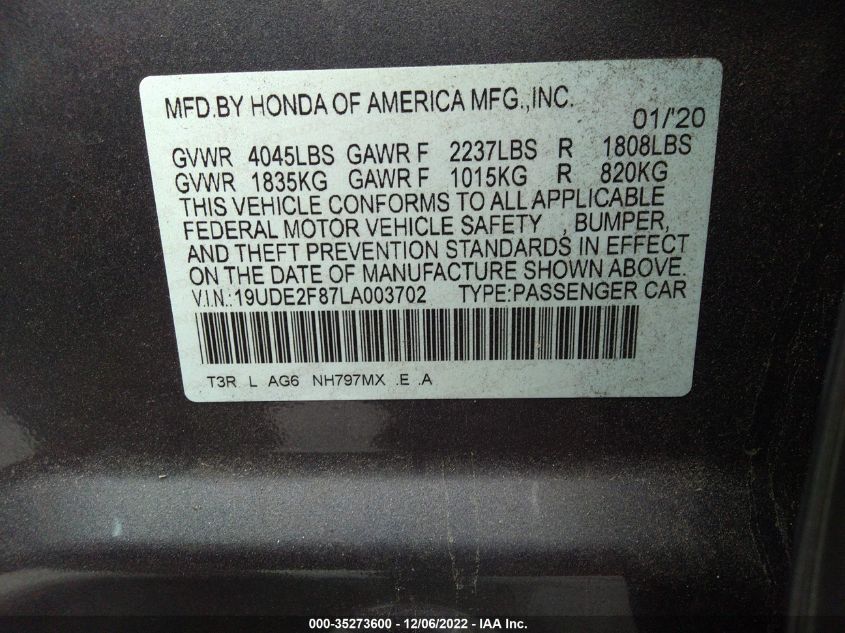 MFD.BY HONDA OF AMERICA MFG.,INC.
01/'20
GVWR 4045LBS GAWR F 2237LBS R 1808LBS
GVWR 1835KG GAWR F 1015KG R 820KG
THIS VEHICLE CONFORMS TO ALL APPLICABLE
FEDERAL MOTOR VEHICLE SAFETY , BUMPER,
AND THEFT PREVENTION STANDARDS IN EFFECT
ON THE DATE OF MANUFACTURE SHOWN ABOVE.
V.I.N.: 19UDE2F87LA003702 TYPE:PASSENGER CAR
T3R L AG6 NH797MX .E .A
000-35273600 - 12/06/2022 - IAA Inc.